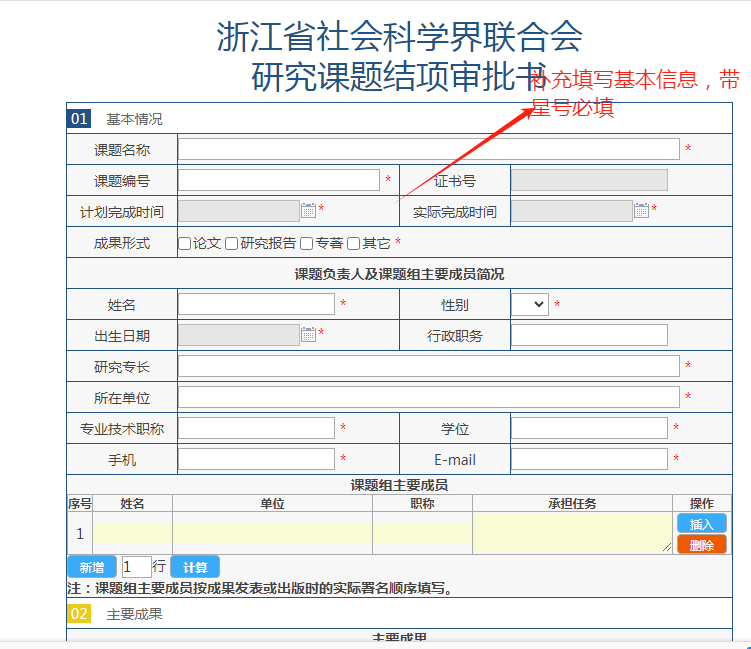 浙江省社会科学界联合会
研究课题结项审批书
补充填写基本信息，带
星号必填
01 基本情况
课题名称 *
课题编号 * 证书号
计划完成时间 * 实际完成时间 *
成果形式 论文 研究报告 专著 其它 *
课题负责人及课题组主要成员简况
姓名 * 性别 *
出生日期 * 行政职务
研究专长 *
所在单位 *
专业技术职称 * 学位 *
手机 * E-mail *
课题组主要成员
序号 姓名 单位 职称 承担任务 操作
1 插入
删除
新增 1 行 计算
注：课题组主要成员按成果发表或出版时的实际署名顺序填写。
02 主要成果
主要成果